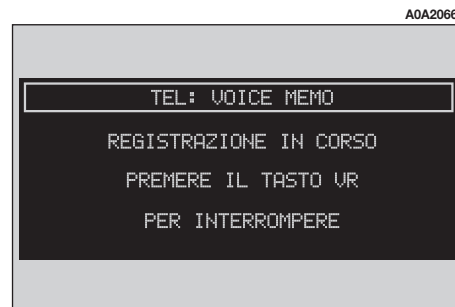 A0A2066
TEL: VOICE MEMO
REGISTRAZIONE IN CORSO
PREMERE IL TASTO VR
PER INTERROMPERE